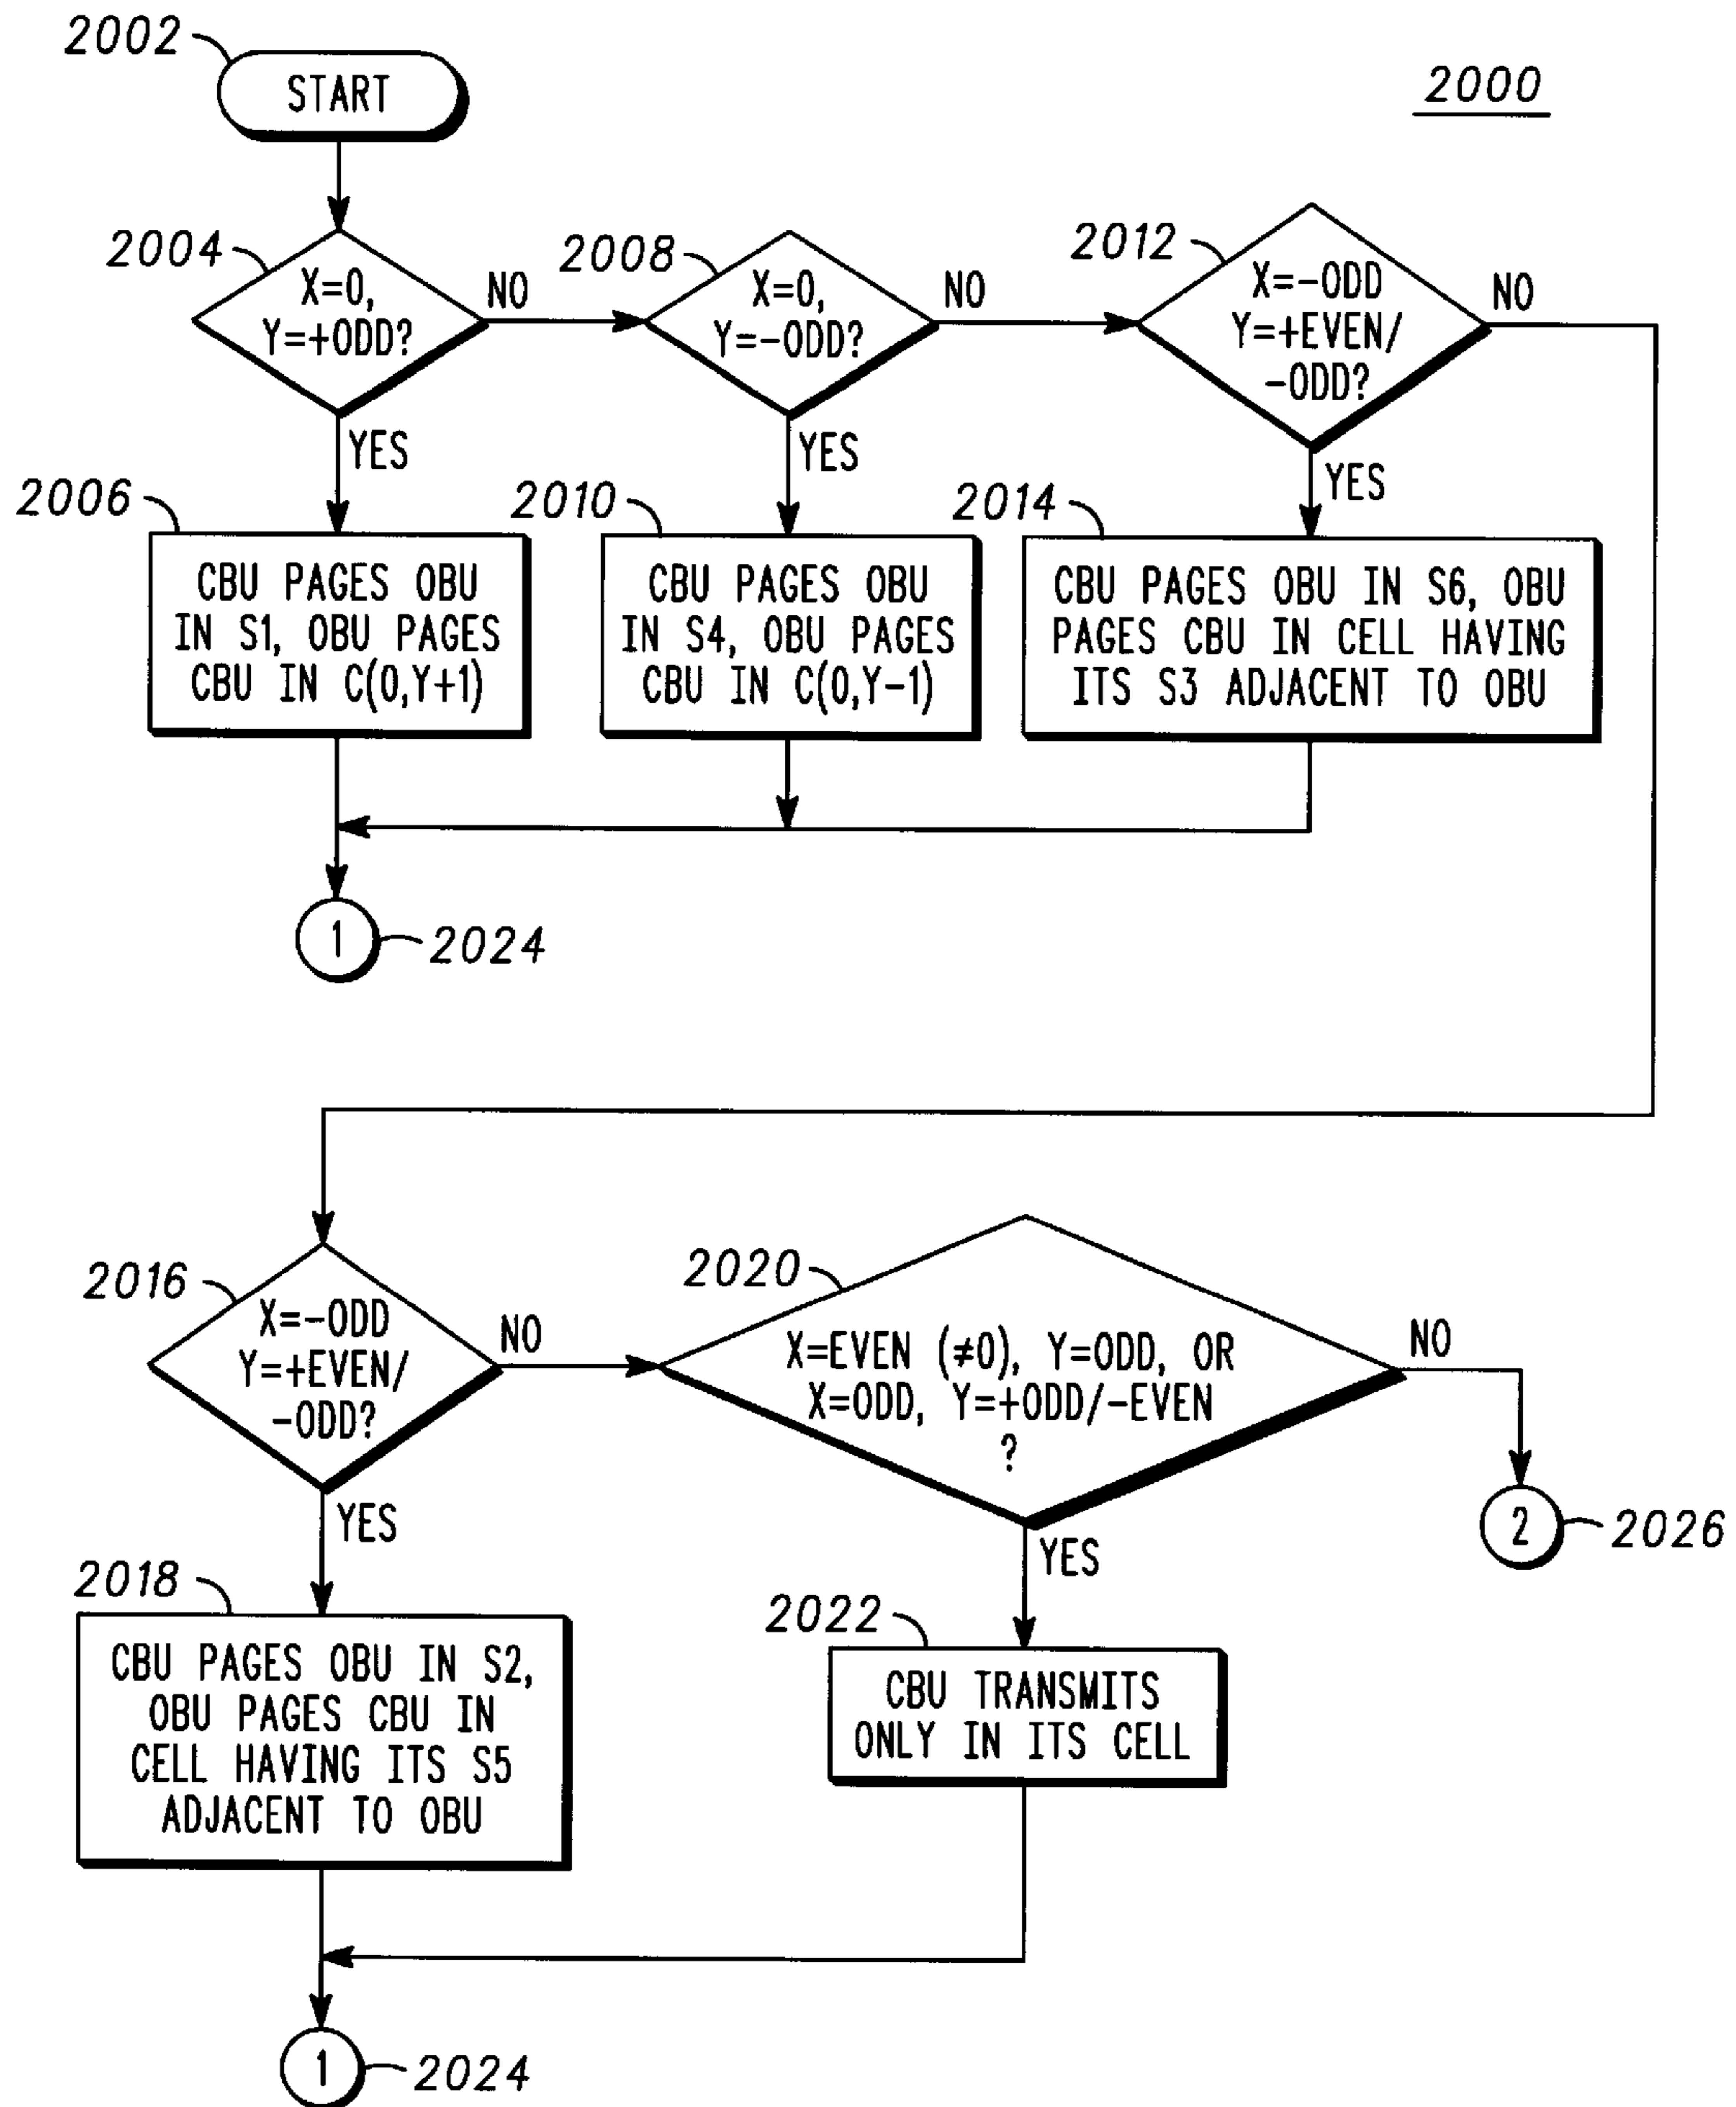 2002
START
2000
2004
X=0,
Y=+ODD?
NO
YES
2008
X=0,
Y=-ODD?
NO
YES
2012
X=-ODD
Y=+EVEN/
-ODD?
NO
YES
2006
CBU PAGES OBU
IN S1, OBU PAGES
CBU IN C(0,Y+1)
2010
CBU PAGES OBU
IN S4, OBU PAGES
CBU IN C(0,Y-1)
2014
CBU PAGES OBU IN S6, OBU
PAGES CBU IN CELL HAVING
ITS S3 ADJACENT TO OBU
1
2024
2016
X=-ODD
Y=+EVEN/
-ODD?
NO
YES
2020
X=EVEN (≠0), Y=ODD, OR
X=ODD, Y=+ODD/-EVEN
?
NO
YES
2
2026
2018
CBU PAGES OBU IN S2,
OBU PAGES CBU IN
CELL HAVING ITS S5
ADJACENT TO OBU
2022
CBU TRANSMITS
ONLY IN ITS CELL
1
2024